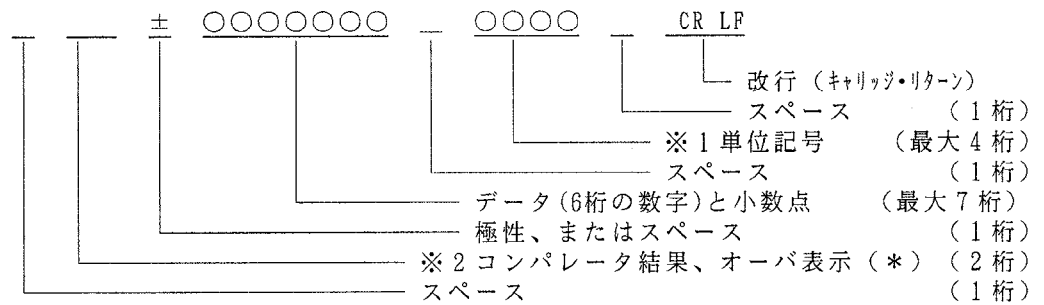 ± ○○○○○○○ ○○○○ CR LF
改行（キャリッジ・リターン）
スペース （1桁）
※1単位記号 （最大4桁）
スペース （1桁）
データ(6桁の数字)と小数点 （最大7桁）
極性、またはスペース （1桁）
※2コンパレータ結果、オーバ表示（＊）（2桁）
スペース （1桁）